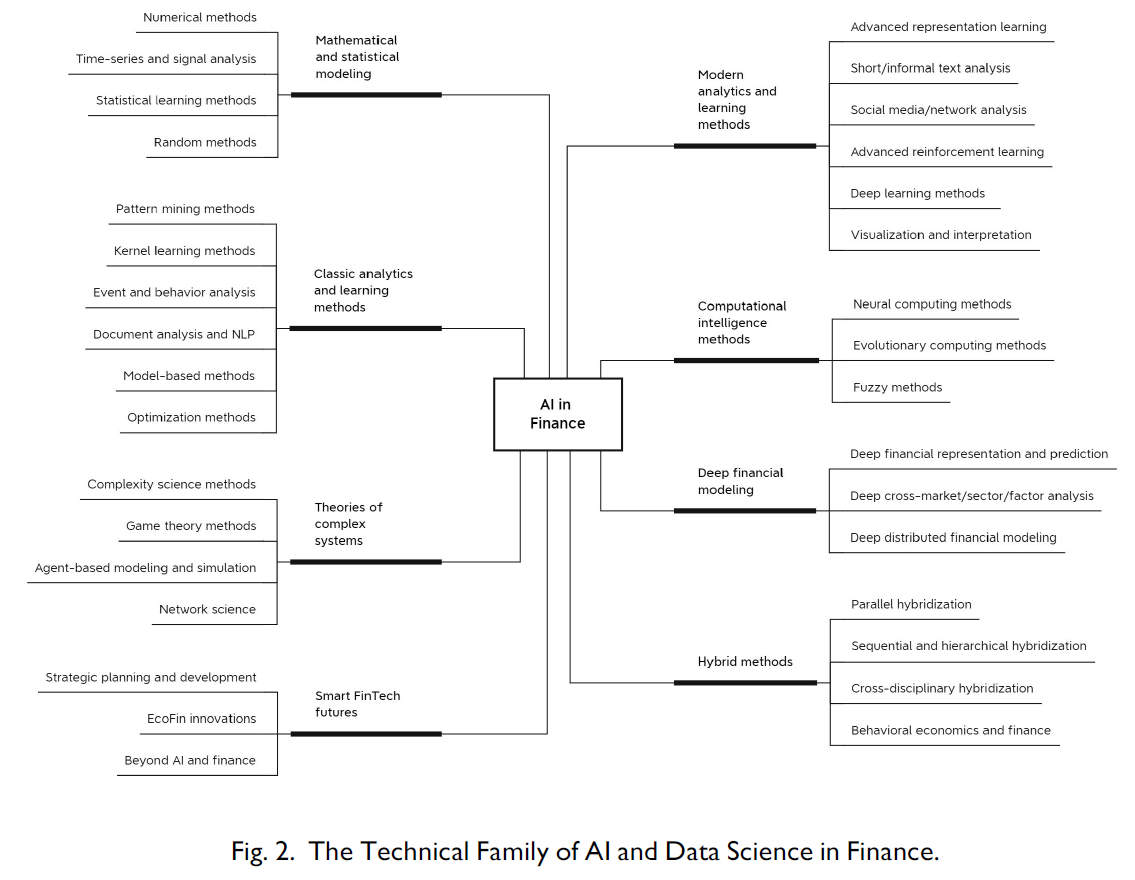 Numerical methods
Time-series and signal analysis
Statistical learning methods
Random methods
Mathematical
and statistical
modeling
Pattern mining methods
Kernel learning methods
Event and behavior analysis
Document analysis and NLP
Model-based methods
Optimization methods
Classic analytics
and learning
methods
Complexity science methods
Game theory methods
Agent-based modeling and simulation
Network science
Theories of
complex
systems
Strategic planning and development
EcoFin innovations
Beyond AI and finance
Smart FinTech
futures
AI in
Finance
Modern
analytics and
learning
methods
Advanced representation learning
Short/informal text analysis
Social media/network analysis
Advanced reinforcement learning
Deep learning methods
Visualization and interpretation
Computational
intelligence
methods
Neural computing methods
Evolutionary computing methods
Fuzzy methods
Deep financial
modeling
Deep financial representation and prediction
Deep cross-market/sector/factor analysis
Deep distributed financial modeling
Hybrid methods
Parallel hybridization
Sequential and hierarchical hybridization
Cross-disciplinary hybridization
Behavioral economics and finance
Fig. 2. The Technical Family of AI and Data Science in Finance.